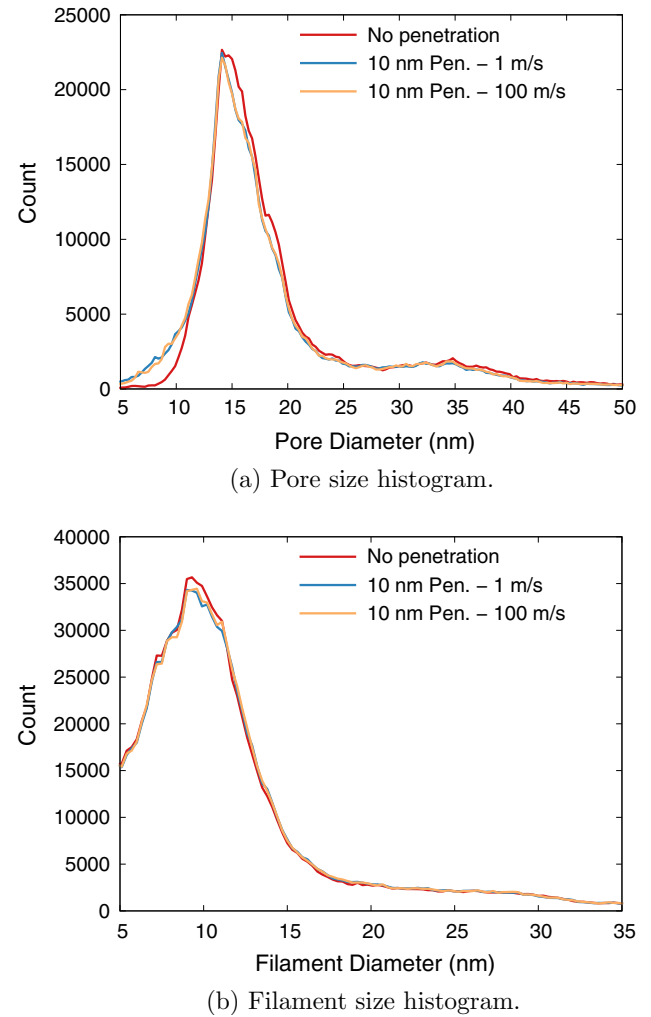 25000
20000
15000
10000
5000
0
Count
No penetration
10 nm Pen. − 1 m/s
10 nm Pen. − 100 m/s
5 10 15 20 25 30 35 40 45 50
Pore Diameter (nm)
(a) Pore size histogram.
40000
35000
30000
25000
20000
15000
10000
5000
0
Count
No penetration
10 nm Pen. − 1 m/s
10 nm Pen. − 100 m/s
5 10 15 20 25 30 35
Filament Diameter (nm)
(b) Filament size histogram.